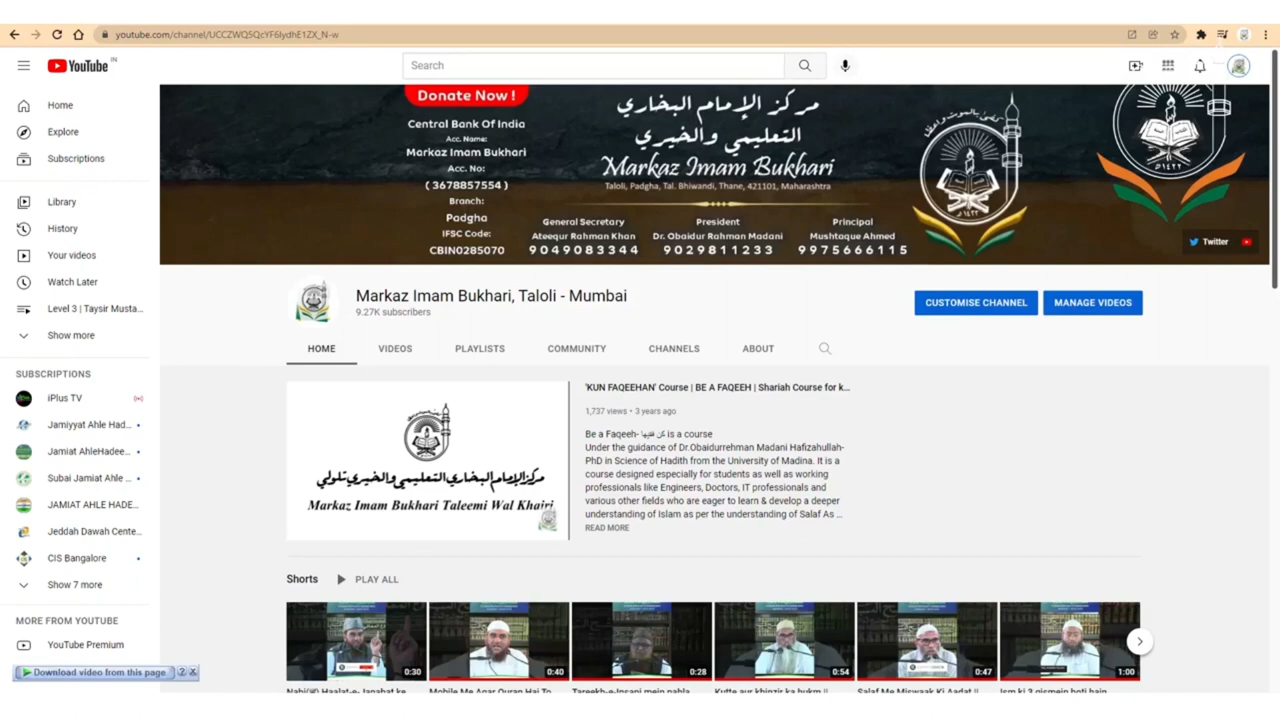 youtube.com/channel/UCCZWQ5QcYF6lydhE1ZX_N-w
YouTube IN
Search
Home
Explore
Subscriptions
Library
History
Your videos
Watch Later
Level 3 | Taysir Musta...
Show more
SUBSCRIPTIONS
iPlus TV
Jamiyyat Ahle Had...
Jamiat AhleHadee...
Subai Jamiat Ahle ...
JAMIAT AHLE HADE...
Jeddah Dawah Cente...
CIS Bangalore
Show 7 more
MORE FROM YOUTUBE
YouTube Premium
Download video from this page
Donate Now !
Central Bank Of India
Acc. Name:
Markaz Imam Bukhari
Acc. No:
( 3678857554 )
Branch:
Padgha
IFSC Code:
CBIN0285070
مركز الإمام البخاري
التعليمي والخيري
Markaz Imam Bukhari
Taloli, Padgha, Tal. Bhiwandi, Thane, 421101, Maharashtra
General Secretary
Ateequr Rahman Khan
9049083344
President
Dr. Obaidur Rahman Madani
9029811233
Principal
Mushtaque Ahmed
9975666115
Twitter
Markaz Imam Bukhari, Taloli - Mumbai
9.27K subscribers
CUSTOMISE CHANNEL
MANAGE VIDEOS
HOME VIDEOS PLAYLISTS COMMUNITY CHANNELS ABOUT
مركز الإمام البخاري التعليمي والخيري تلولي
Markaz Imam Bukhari Taleemi Wal Khairi
'KUN FAQEEHAN' Course | BE A FAQEEH | Shariah Course for k...
1,737 views • 3 years ago
Be a Faqeeh- كن فقيها is a course
Under the guidance of Dr.Obaidurrehman Madani Hafizahullah-
PhD in Science of Hadith from the University of Madina. It is a
course designed especially for students as well as working
professionals like Engineers, Doctors, IT professionals and
various other fields who are eager to learn & develop a deeper
understanding of Islam as per the understanding of Salaf As ...
READ MORE
Shorts PLAY ALL
0:30 0:40 0:28 0:54 0:47 1:00